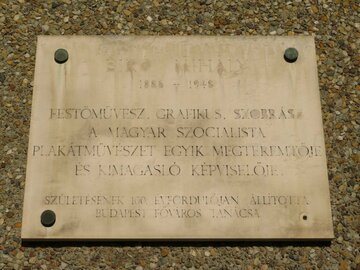 BIRÓ MIHÁLY
1886 – 1948
FESTŐMŰVÉSZ, GRAFIKUS, SZOBRÁSZ
A MAGYAR SZOCIALISTA
PLAKÁTMŰVÉSZET EGYIK MEGTEREMTŐJE
ÉS KIMAGASLÓ KÉPVISELŐJE.
SZÜLETÉSÉNEK 100. ÉVFORDULÓJÁN ÁLLÍTOTTA
BUDAPEST FŐVÁROS TANÁCSA